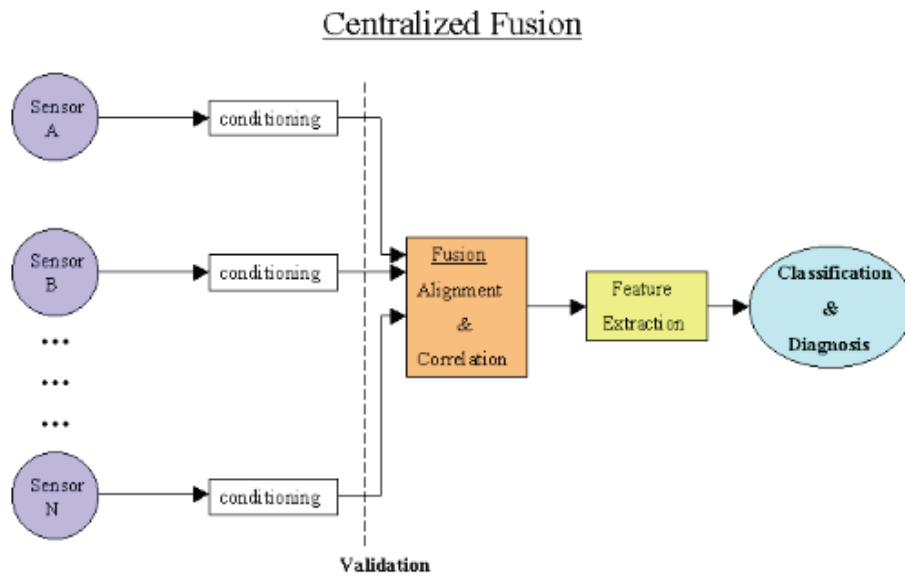 Centralized Fusion
Sensor
A
conditioning
Sensor
B
conditioning
...
...
...
Sensor
N
conditioning
Validation
Fusion
Alignment
&
Correlation
Feature
Extraction
Classification
&
Diagnosis